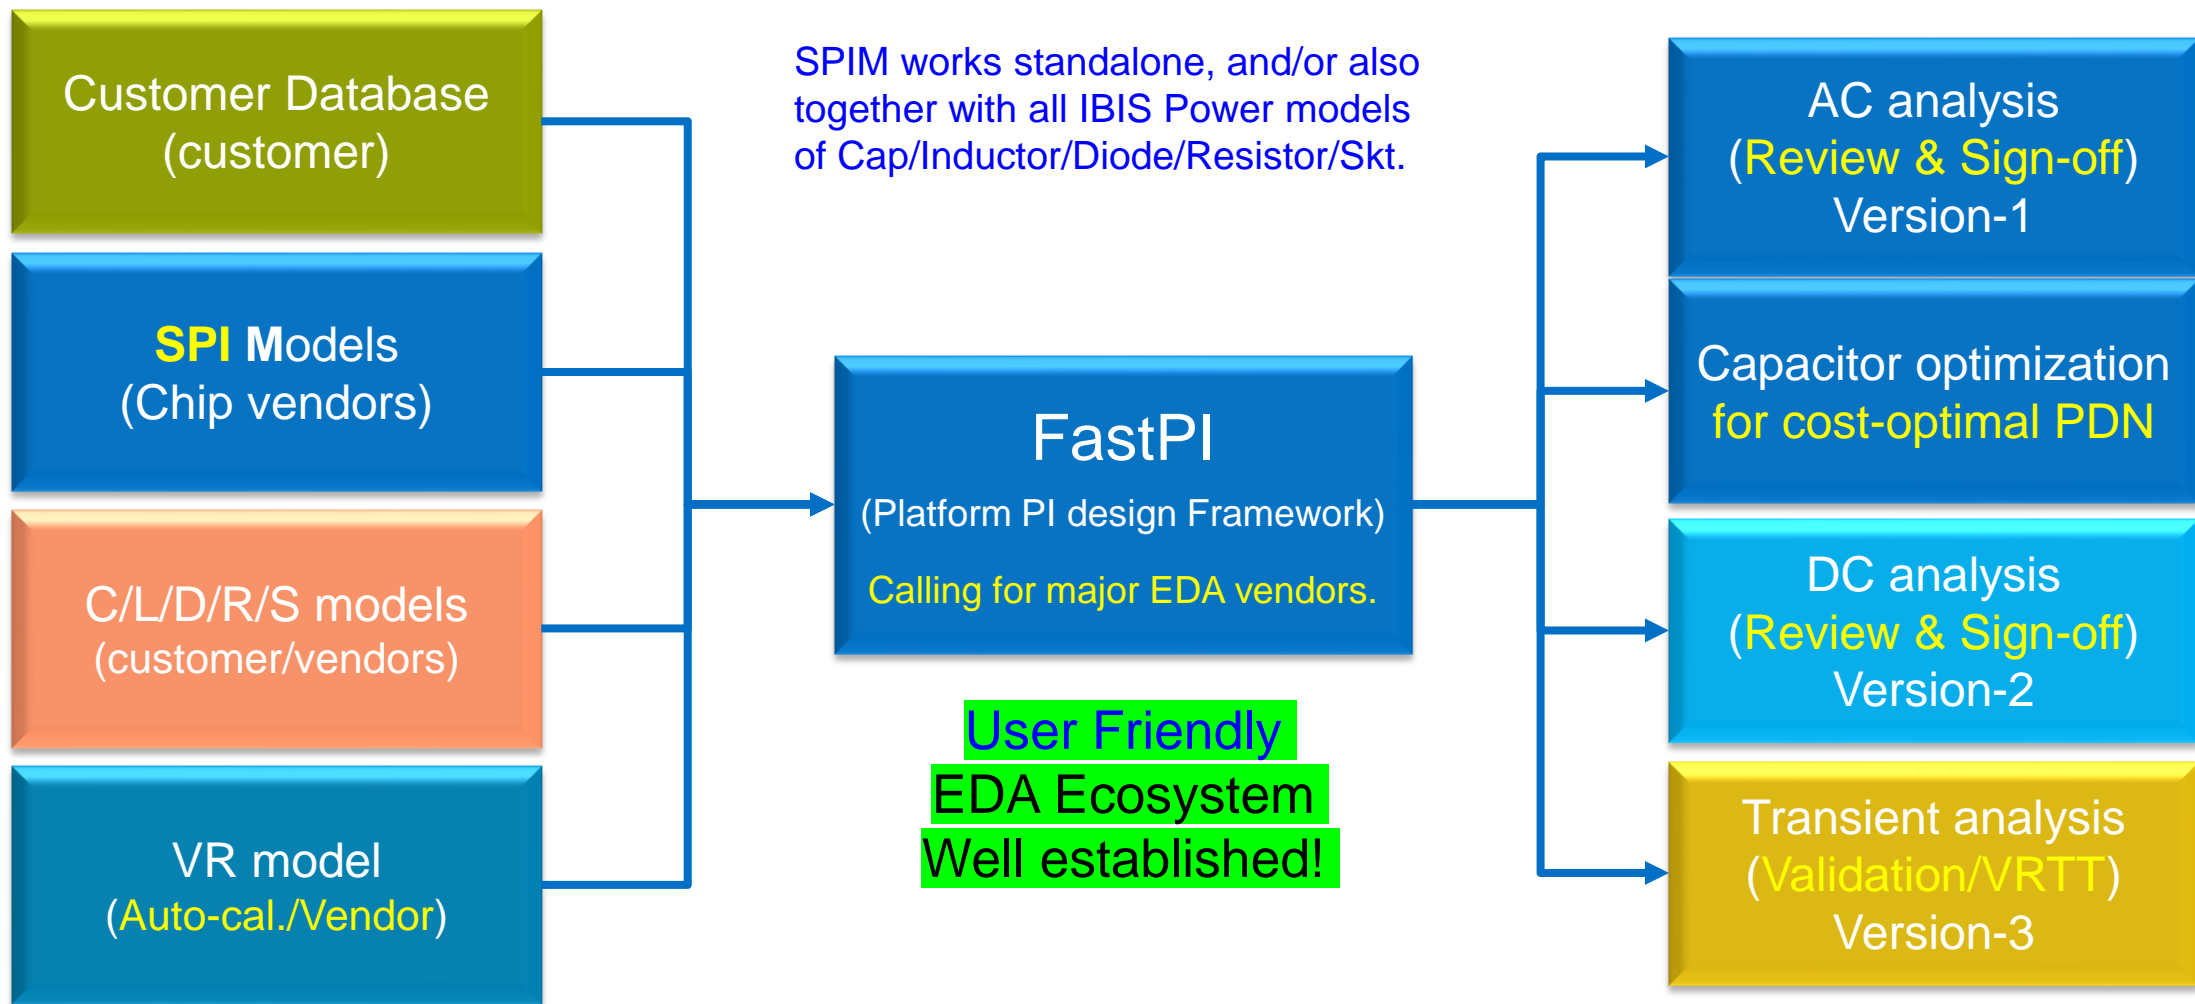 Customer Database
(customer)
SPI Models
(Chip vendors)
C/L/D/R/S models
(customer/vendors)
VR model
(Auto-cal./Vendor)
SPIM works standalone, and/or also
together with all IBIS Power models
of Cap/Inductor/Diode/Resistor/Skt.
FastPI
(Platform PI design Framework)
Calling for major EDA vendors.
User Friendly
EDA Ecosystem
Well established!
AC analysis
(Review & Sign-off)
Version-1
Capacitor optimization
for cost-optimal PDN
DC analysis
(Review & Sign-off)
Version-2
Transient analysis
(Validation/VRTT)
Version-3